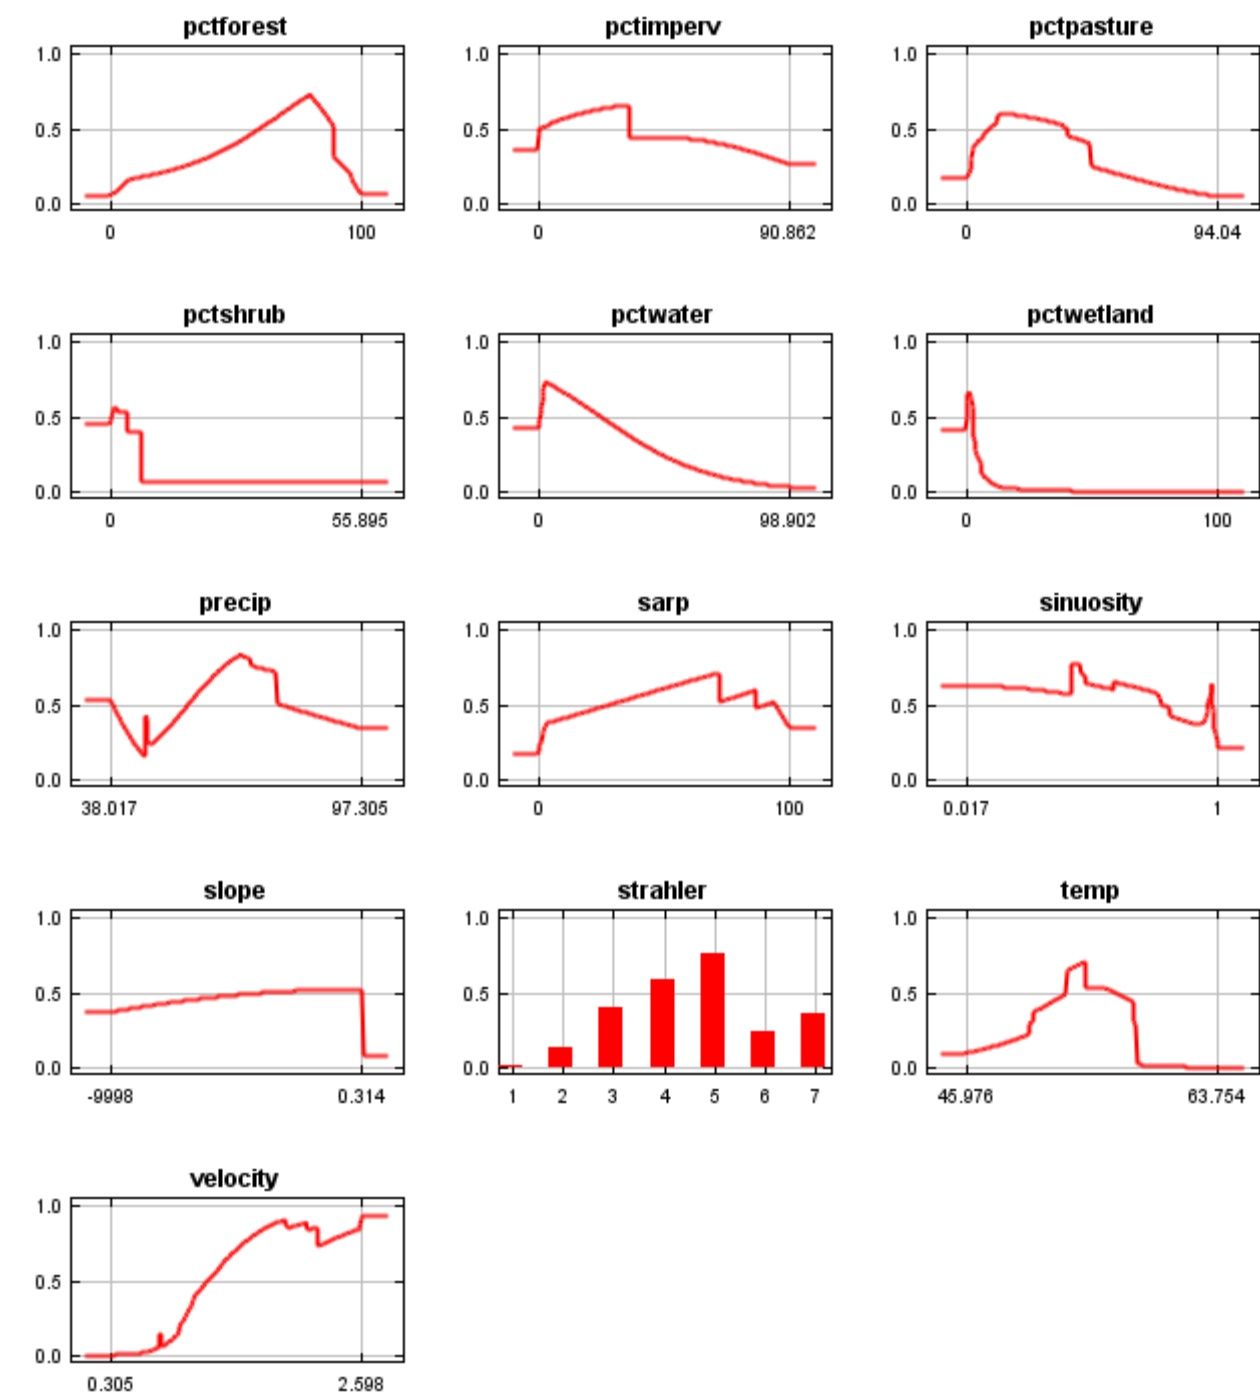 pctforest pctimperv pctpasture
1.0 1.0 1.0
0.5 0.5 0.5
0.0 0.0 0.0
0 100 0 90.862 0 94.04
pctshrub pctwater pctwetland
1.0 1.0 1.0
0.5 0.5 0.5
0.0 0.0 0.0
0 55.895 0 98.902 0 100
precip sarp sinuosity
1.0 1.0 1.0
0.5 0.5 0.5
0.0 0.0 0.0
38.017 97.305 0 100 0.017 1
slope strahler temp
1.0 1.0 1.0
0.5 0.5 0.5
0.0 0.0 0.0
-9998 0.314 1 2 3 4 5 6 7 45.976 63.754
velocity
1.0
0.5
0.0
0.305 2.598